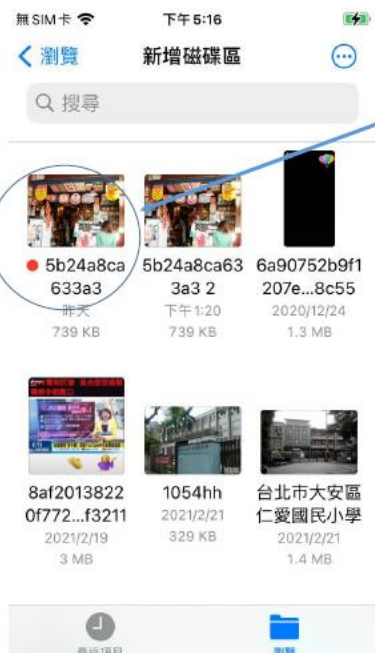 無SIM卡
下午5:16
瀏覽
新增磁碟區
搜尋
5b24a8ca
633a3
昨天
739 KB
5b24a8ca63
3a3 2
下午1:20
739 KB
6a90752b9f1
207e...8c55
2020/12/24
1.3 MB
8af2013822
0f772...f3211
2021/2/19
3 MB
1054hh
2021/2/21
329 KB
台北市大安區
仁愛國民小學
2021/2/21
1.4 MB
最近項目
瀏覽